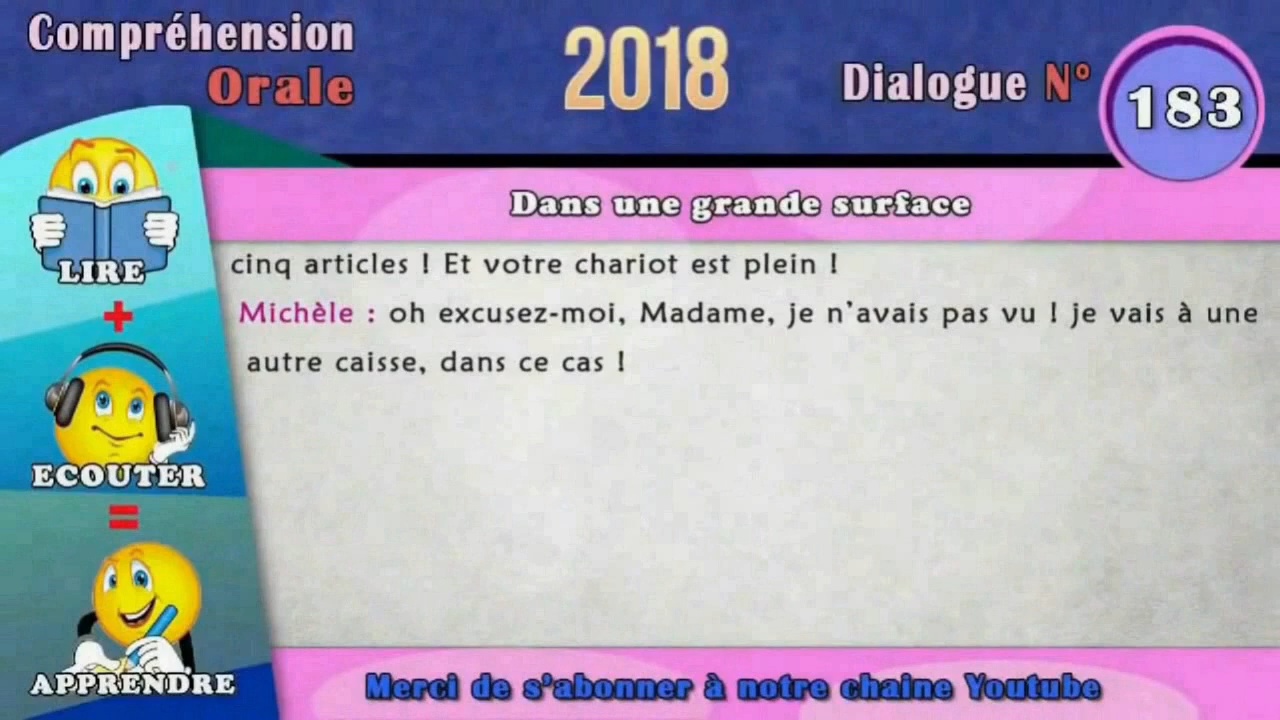 Compréhension
Orale
2018
Dialogue N°
183
Dans une grande surface
cinq articles ! Et votre chariot est plein !
Michèle : oh excusez-moi, Madame, je n'avais pas vu ! je vais à une
autre caisse, dans ce cas !
LIRE
+
ECOUTER
=
APPRENDRE
Merci de s'abonner à notre chaine Youtube